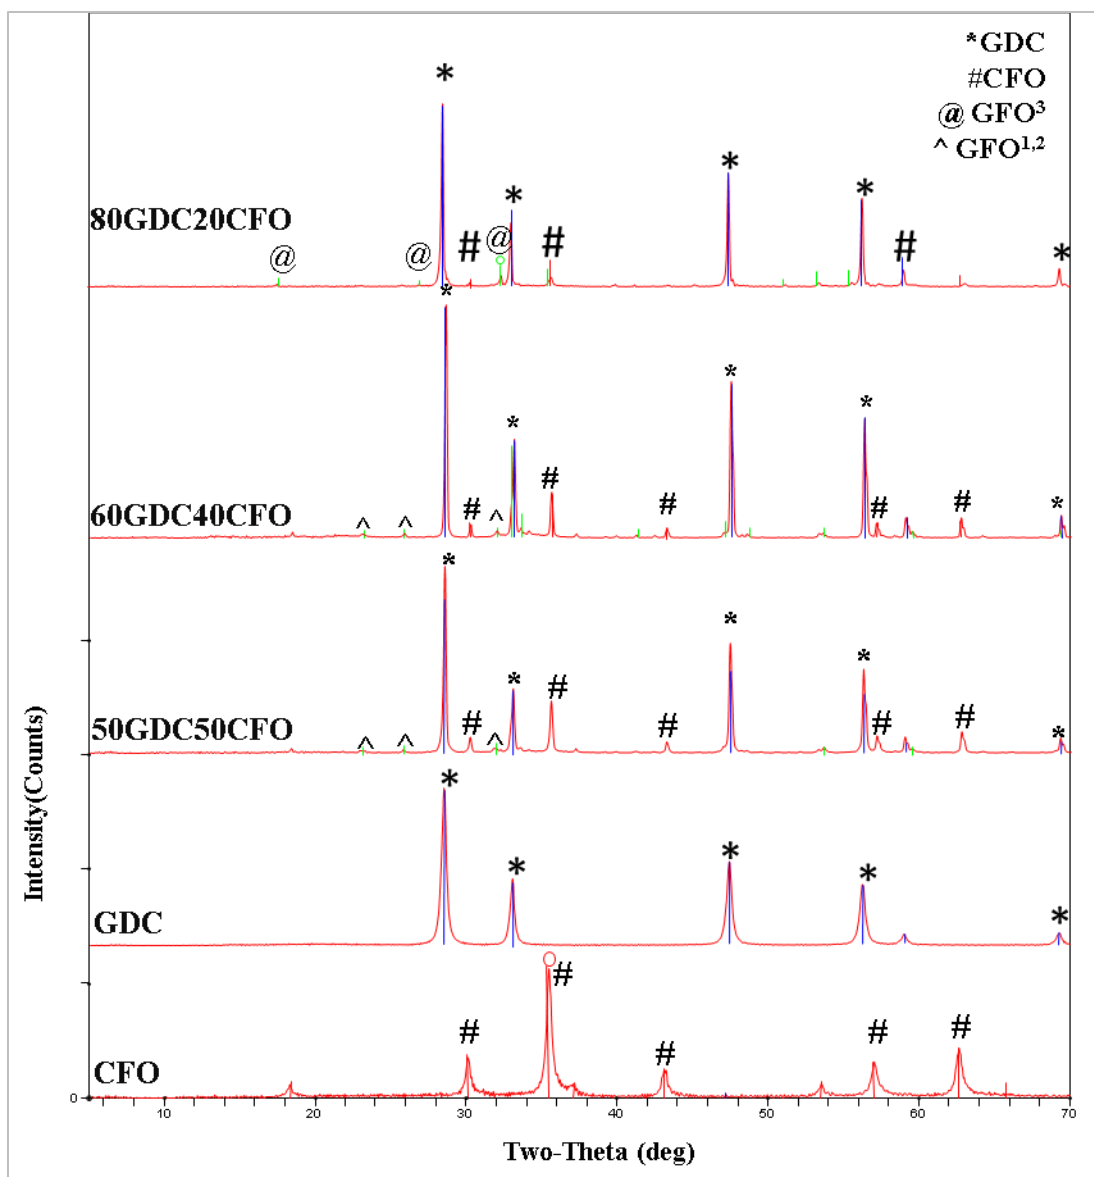 *GDC
#CFO
@ GFO³
^ GFO¹,²
* * * * *
80GDC20CFO
@ @ # @ # #
* * * * *
60GDC40CFO
^ ^ # ^ # # # #
* * * * *
50GDC50CFO
^ ^ # ^ # # # #
* * * * *
GDC
# # # # #
CFO
0
10 20 30 40 50 60 70
Two-Theta (deg)
Intensity(Counts)